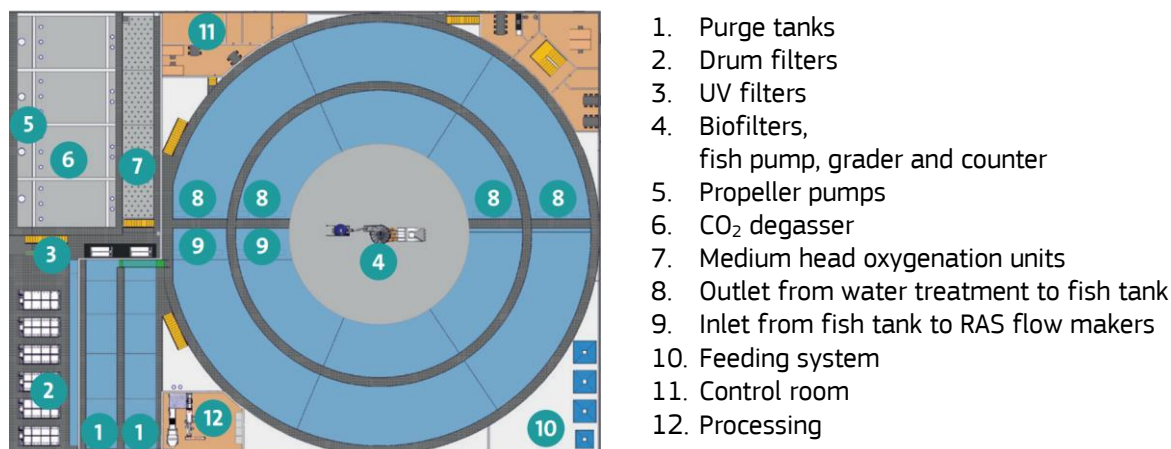 11
5
6
7
8
8
8
8
9
9
3
4
2
12
1
1
10
1. Purge tanks
2. Drum filters
3. UV filters
4. Biofilters,
fish pump, grader and counter
5. Propeller pumps
6. CO₂ degasser
7. Medium head oxygenation units
8. Outlet from water treatment to fish tank
9. Inlet from fish tank to RAS flow makers
10. Feeding system
11. Control room
12. Processing